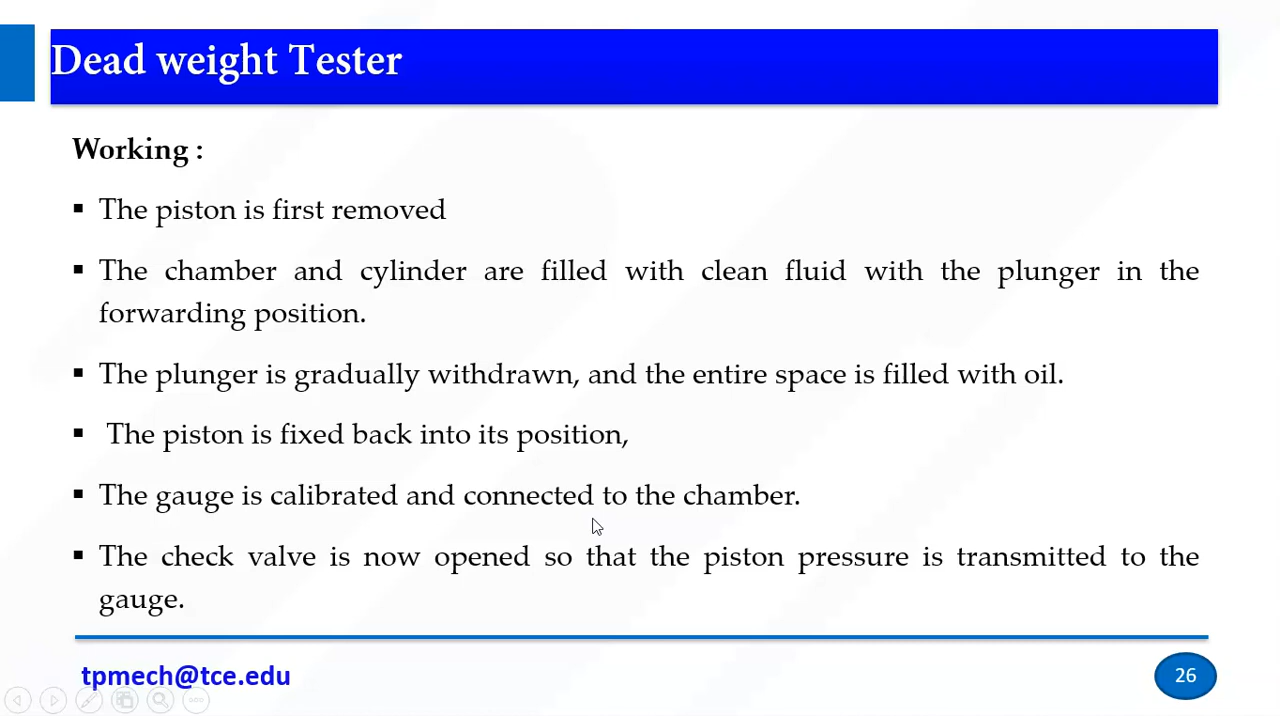 Dead weight Tester
Working :
▪ The piston is first removed
▪ The chamber and cylinder are filled with clean fluid with the plunger in the
forwarding position.
▪ The plunger is gradually withdrawn, and the entire space is filled with oil.
▪ The piston is fixed back into its position,
▪ The gauge is calibrated and connected to the chamber.
▪ The check valve is now opened so that the piston pressure is transmitted to the
gauge.
tpmech@tce.edu
26